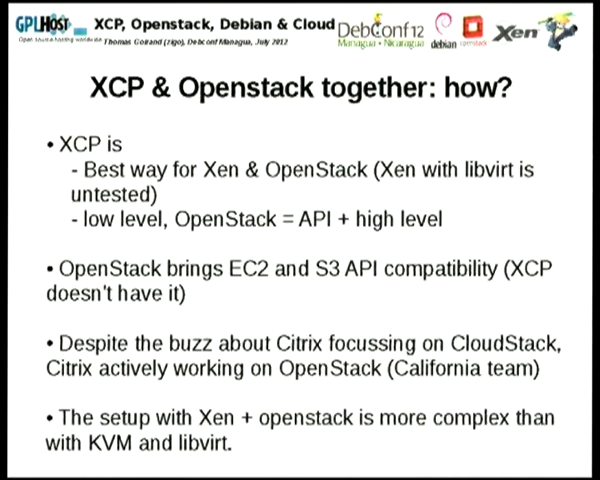 GPLHOST
XCP, Openstack, Debian & Cloud
Open source hosting worldwide
Thomas Goirand (zigo), Debconf Managua, July 2012
DebConf12
Managua • Nicaragua
debian
openstack
Xen
XCP & Openstack together: how?
• XCP is
- Best way for Xen & OpenStack (Xen with libvirt is
untested)
- low level, OpenStack = API + high level
• OpenStack brings EC2 and S3 API compatibility (XCP
doesn't have it)
• Despite the buzz about Citrix focussing on CloudStack,
Citrix actively working on OpenStack (California team)
• The setup with Xen + openstack is more complex than
with KVM and libvirt.